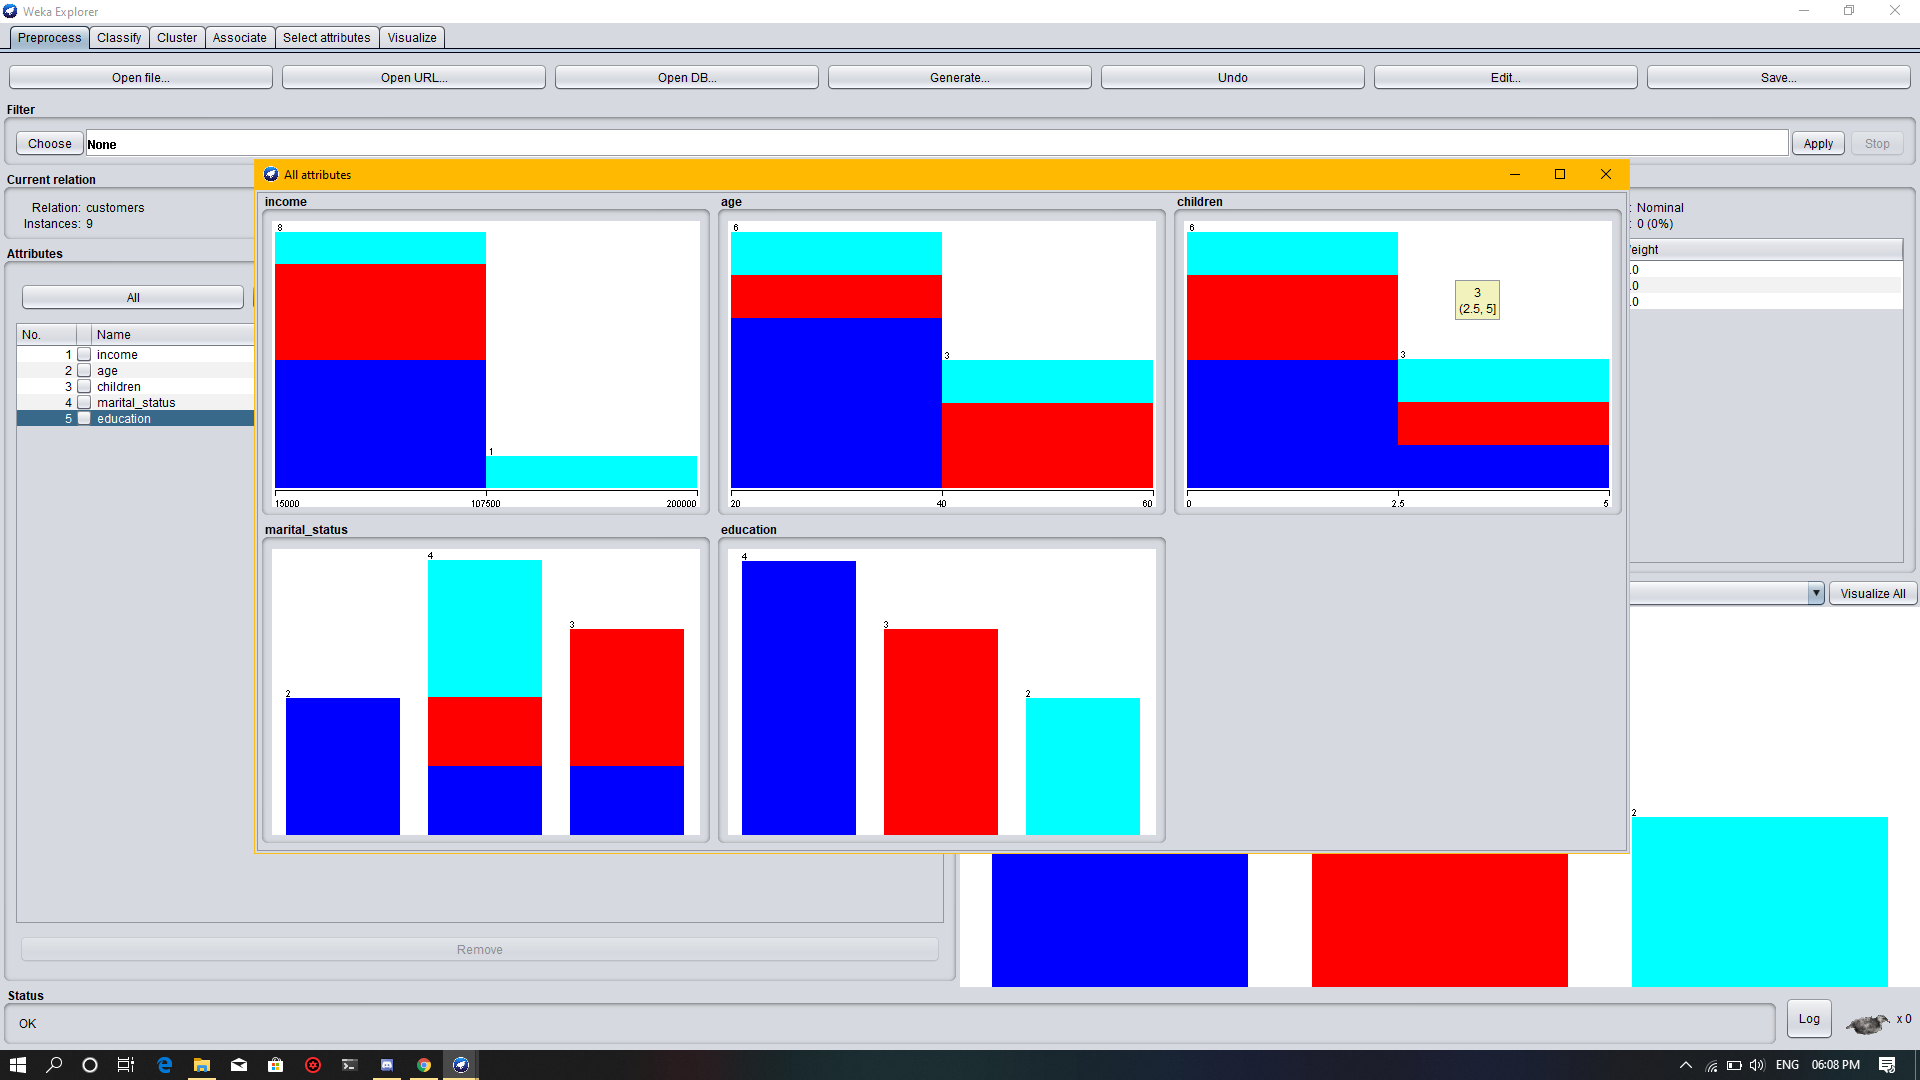 Weka Explorer
Preprocess Classify Cluster Associate Select attributes Visualize
Open file... Open URL... Open DB... Generate... Undo Edit... Save...
Filter
Choose None Apply Stop
Current relation
Relation: customers
Instances: 9
Attributes
All
No. Name
1 income
2 age
3 children
4 marital_status
5 education
Remove
All attributes
income
8
1
15000 107500 200000
age
6
3
20 40 60
children
6
3
3
(2.5, 5]
0 2.5 5
marital_status
2
4
3
education
4
3
2
: Nominal
: 0 (0%)
eight
.0
.0
.0
Visualize All
2
Status
OK
Log
x 0
ENG 06:08 PM